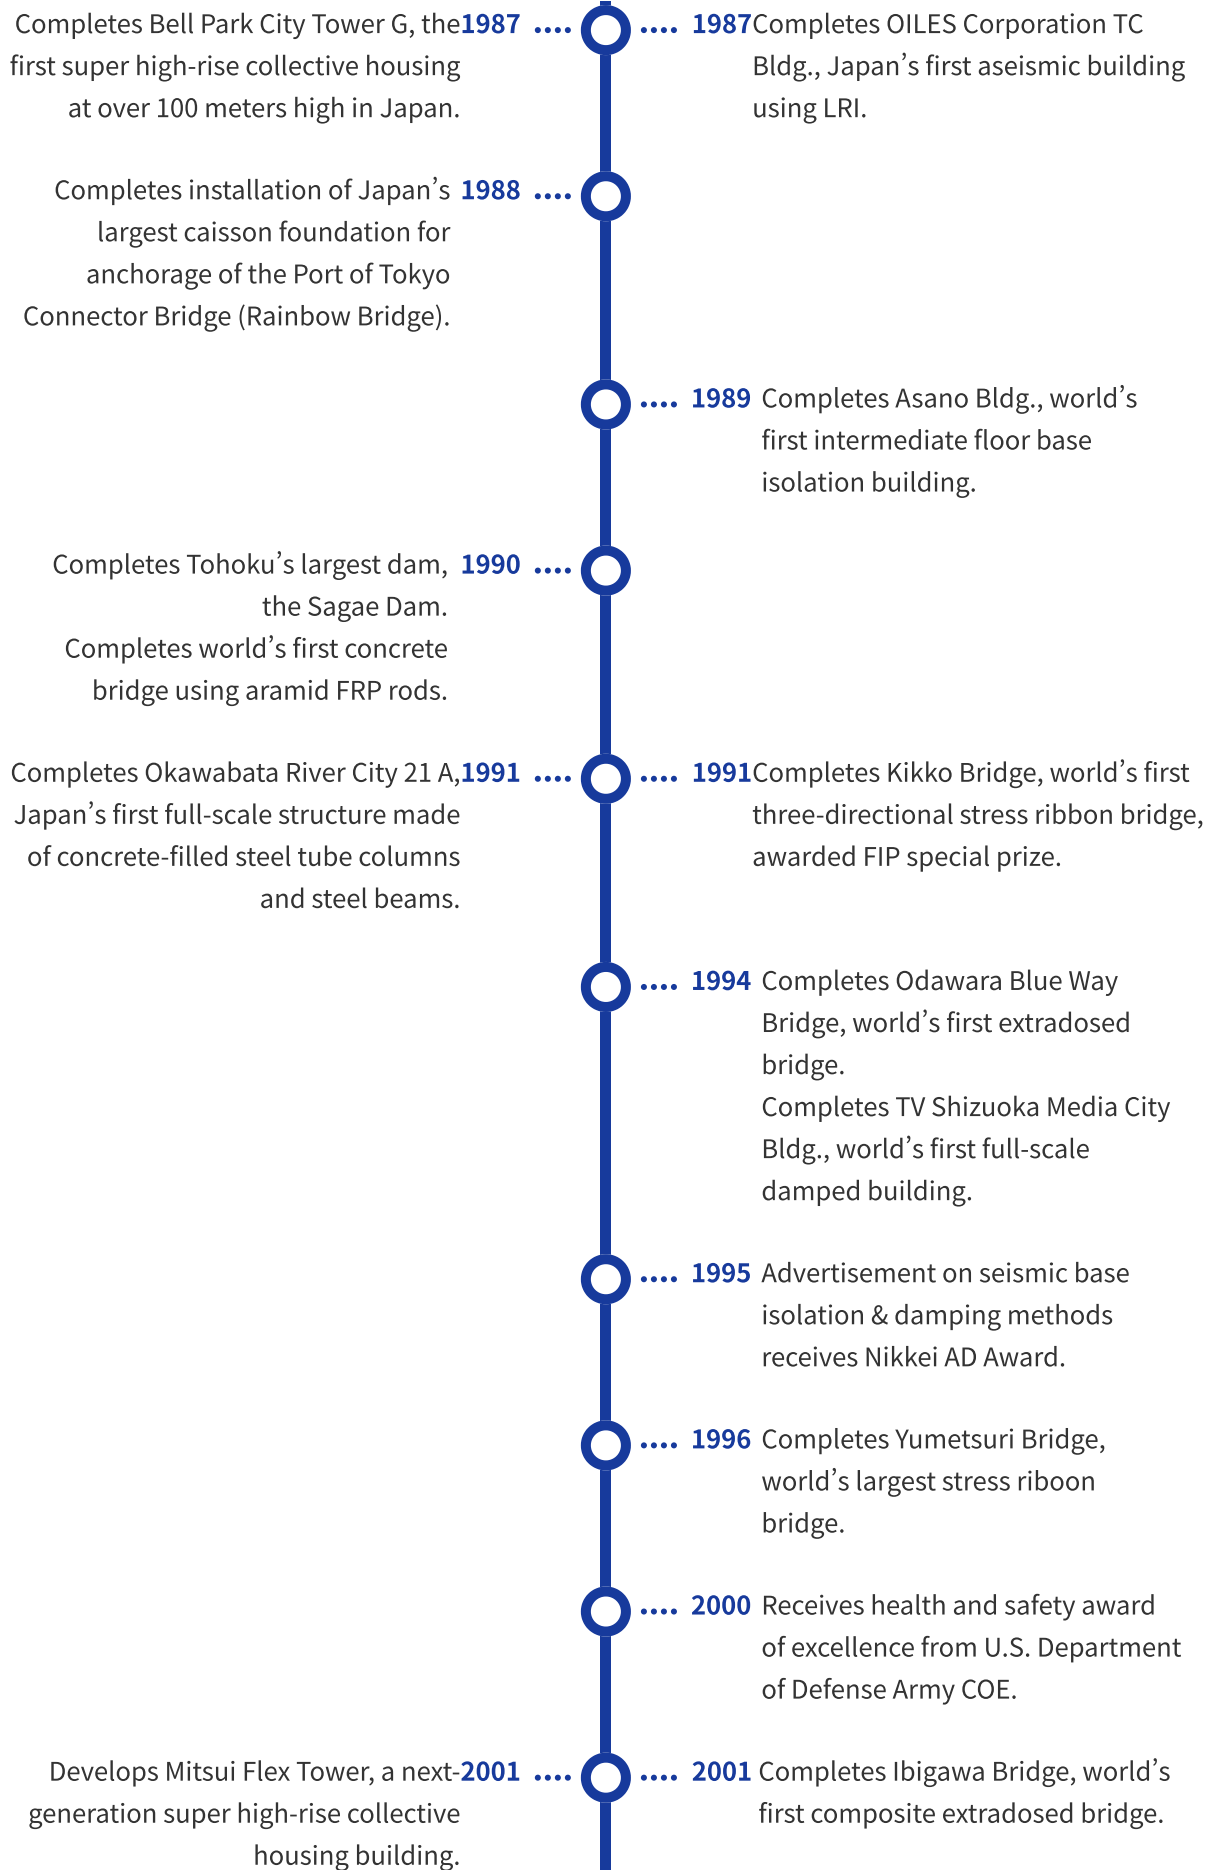 Completes Bell Park City Tower G, the
first super high-rise collective housing
at over 100 meters high in Japan.
1987
1987
Completes OILES Corporation TC
Bldg., Japan’s first aseismic building
using LRI.
Completes installation of Japan’s
largest caisson foundation for
anchorage of the Port of Tokyo
Connector Bridge (Rainbow Bridge).
1988
1989
Completes Asano Bldg., world’s
first intermediate floor base
isolation building.
Completes Tohoku’s largest dam,
the Sagae Dam.
Completes world’s first concrete
bridge using aramid FRP rods.
1990
Completes Okawabata River City 21 A,
Japan’s first full-scale structure made
of concrete-filled steel tube columns
and steel beams.
1991
1991
Completes Kikko Bridge, world’s first
three-directional stress ribbon bridge,
awarded FIP special prize.
1994
Completes Odawara Blue Way
Bridge, world’s first extradosed
bridge.
Completes TV Shizuoka Media City
Bldg., world’s first full-scale
damped building.
1995
Advertisement on seismic base
isolation & damping methods
receives Nikkei AD Award.
1996
Completes Yumetsuri Bridge,
world’s largest stress riboon
bridge.
2000
Receives health and safety award
of excellence from U.S. Department
of Defense Army COE.
Develops Mitsui Flex Tower, a next-
generation super high-rise collective
housing building.
2001
2001
Completes Ibigawa Bridge, world’s
first composite extradosed bridge.